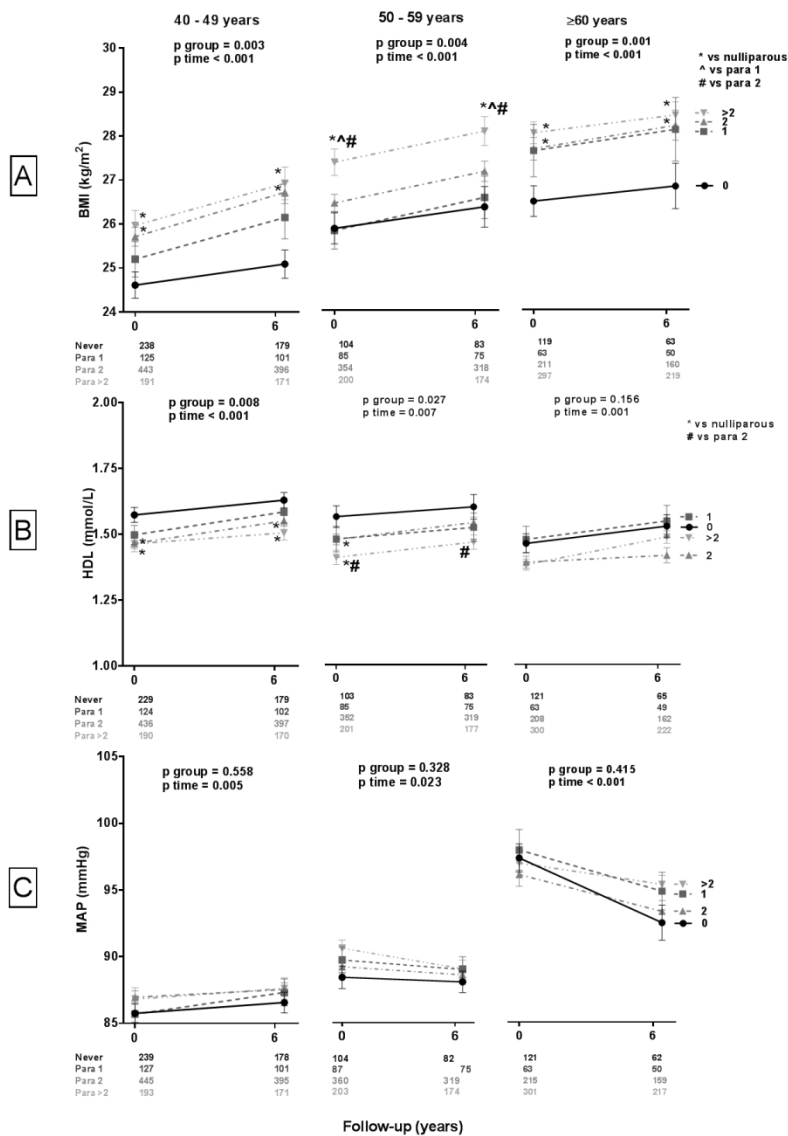 40 - 49 years 50 - 59 years ≥60 years
p group = 0.003 p group = 0.004 p group = 0.001
p time < 0.001 p time < 0.001 p time < 0.001
* vs nulliparous
^ vs para 1
# vs para 2
A
BMI (kg/m²)
30
29
28
27
26
25
24
* * * *
*^# *^#
* * * *
>2
2
1
0
0 6 0 6 0 6
Never 238 179 104 83 119 63
Para 1 125 101 85 75 63 50
Para 2 443 396 354 318 211 160
Para >2 191 171 200 174 297 219
p group = 0.008 p group = 0.027 p group = 0.156
p time < 0.001 p time = 0.007 p time = 0.001
* vs nulliparous
# vs para 2
B
HDL (mmol/L)
2.00
1.75
1.50
1.25
1.00
* * * *
* *# #
1
0
>2
2
0 6 0 6 0 6
Never 229 179 103 83 121 65
Para 1 124 102 85 75 63 49
Para 2 436 397 352 319 208 162
Para >2 190 170 201 177 300 222
p group = 0.558 p group = 0.328 p group = 0.415
p time = 0.005 p time = 0.023 p time < 0.001
C
MAP (mmHg)
105
100
95
90
85
>2
1
2
0
0 6 0 6 0 6
Never 239 178 104 82 121 62
Para 1 127 101 87 75 63 50
Para 2 445 395 360 319 215 159
Para >2 193 171 203 174 301 217
Follow-up (years)